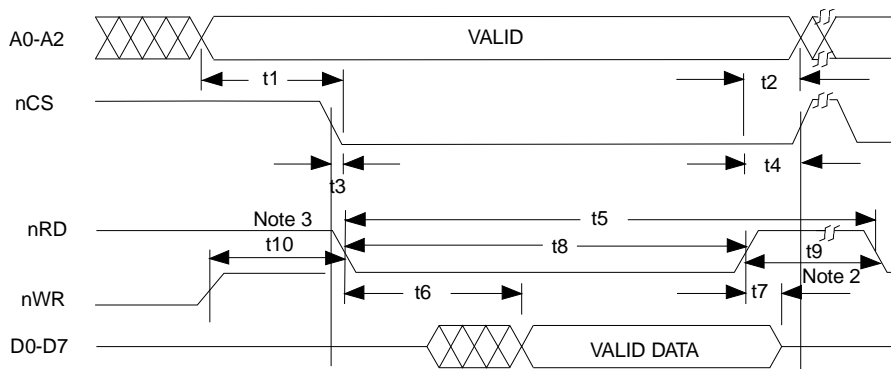 A0-A2
VALID
t1
t2
nCS
t3
t4
nRD
Note 3
t5
t10
t8
t9
nWR
t6
t7
Note 2
D0-D7
VALID DATA